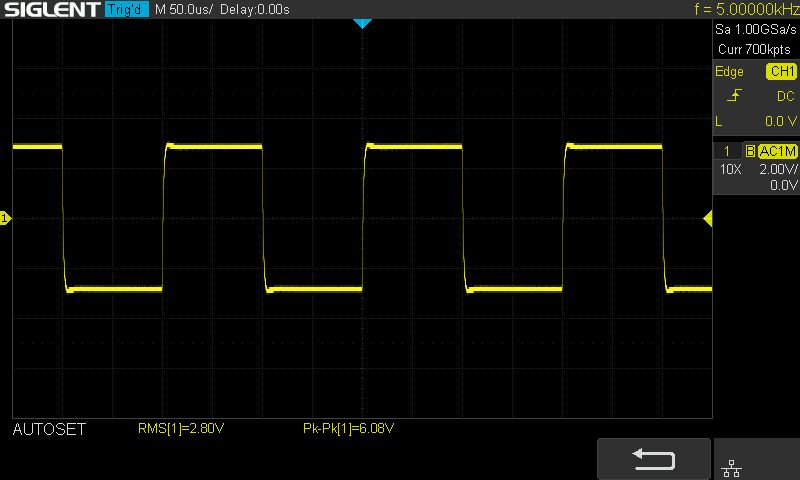 SIGLENT Trig'd M 50.0us/ Delay:0.00s f = 5.00000kHz
Sa 1.00GSa/s
Curr 700kpts
Edge CH1
DC
L 0.0 V
1 B AC1M
10X 2.00V/
0.0V
1
AUTOSET RMS[1]=2.80V Pk-Pk[1]=6.08V